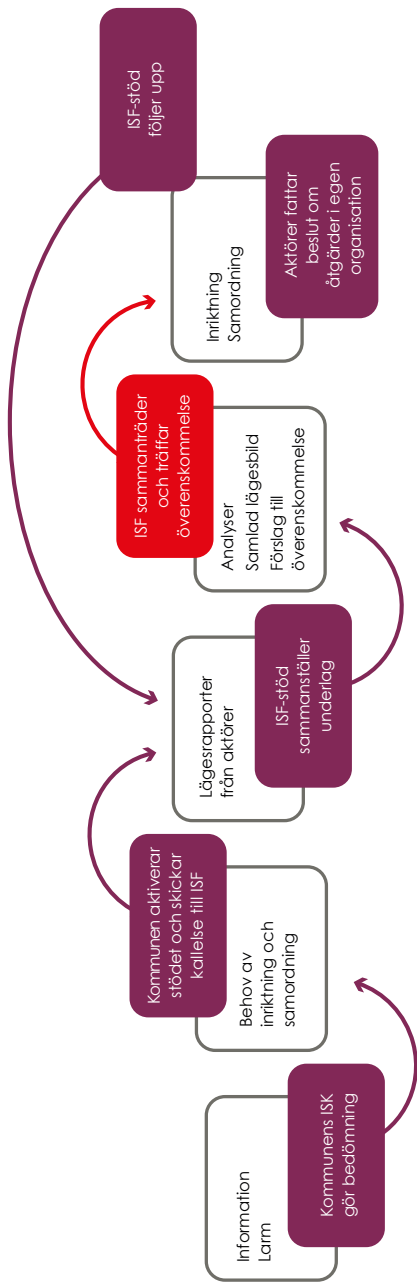 Information
Larm
Kommunens ISK
gör bedömning
Behov av
inriktning och
samordning
Kommunen aktiverar
stödet och skickar
kallelse till ISF
Lägesrapporter
från aktörer
ISF-stöd
sammanställer
underlag
Analyser
Samlad lägesbild
Förslag till
överenskommelse
ISF sammanträder
och träffar
överenskommelse
Inriktning
Samordning
Aktörer fattar
beslut om
åtgärder i egen
organisation
ISF-stöd
följer upp